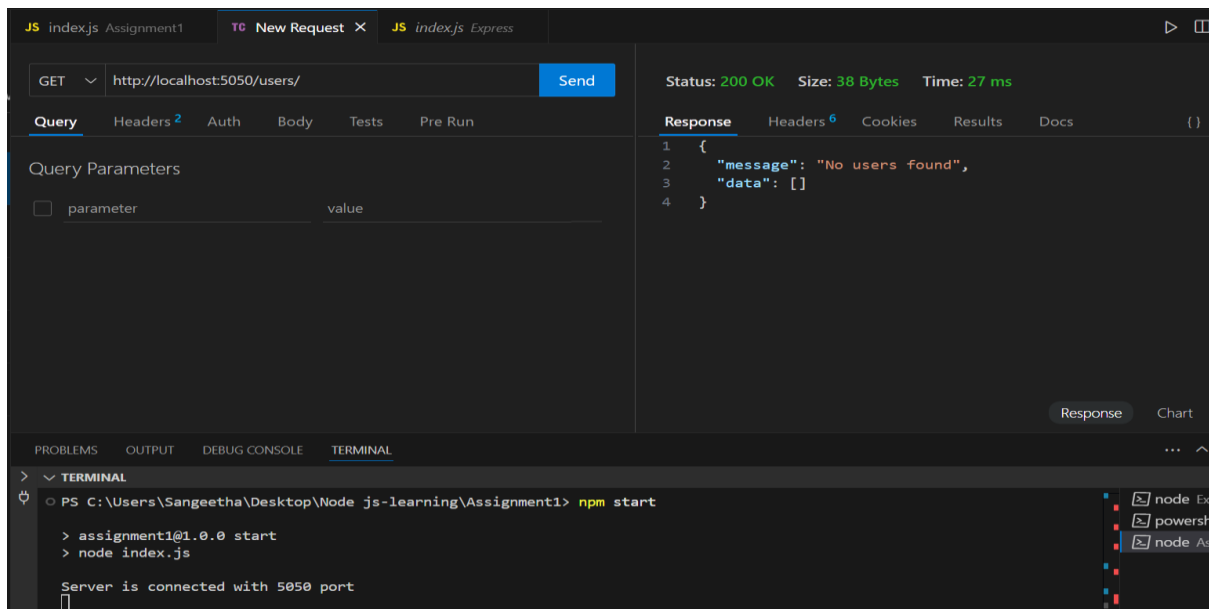 JS index.js Assignment1 TC New Request × JS index.js Express
GET http://localhost:5050/users/ Send
Status: 200 OK Size: 38 Bytes Time: 27 ms
Query Headers 2 Auth Body Tests Pre Run
Response Headers 6 Cookies Results Docs { }
Query Parameters
parameter value
1 {
2 "message": "No users found",
3 "data": []
4 }
Response Chart
PROBLEMS OUTPUT DEBUG CONSOLE TERMINAL ...
TERMINAL
PS C:\Users\Sangeetha\Desktop\Node js-learning\Assignment1> npm start
> assignment1@1.0.0 start
> node index.js
Server is connected with 5050 port
node Ex
powersh
node As